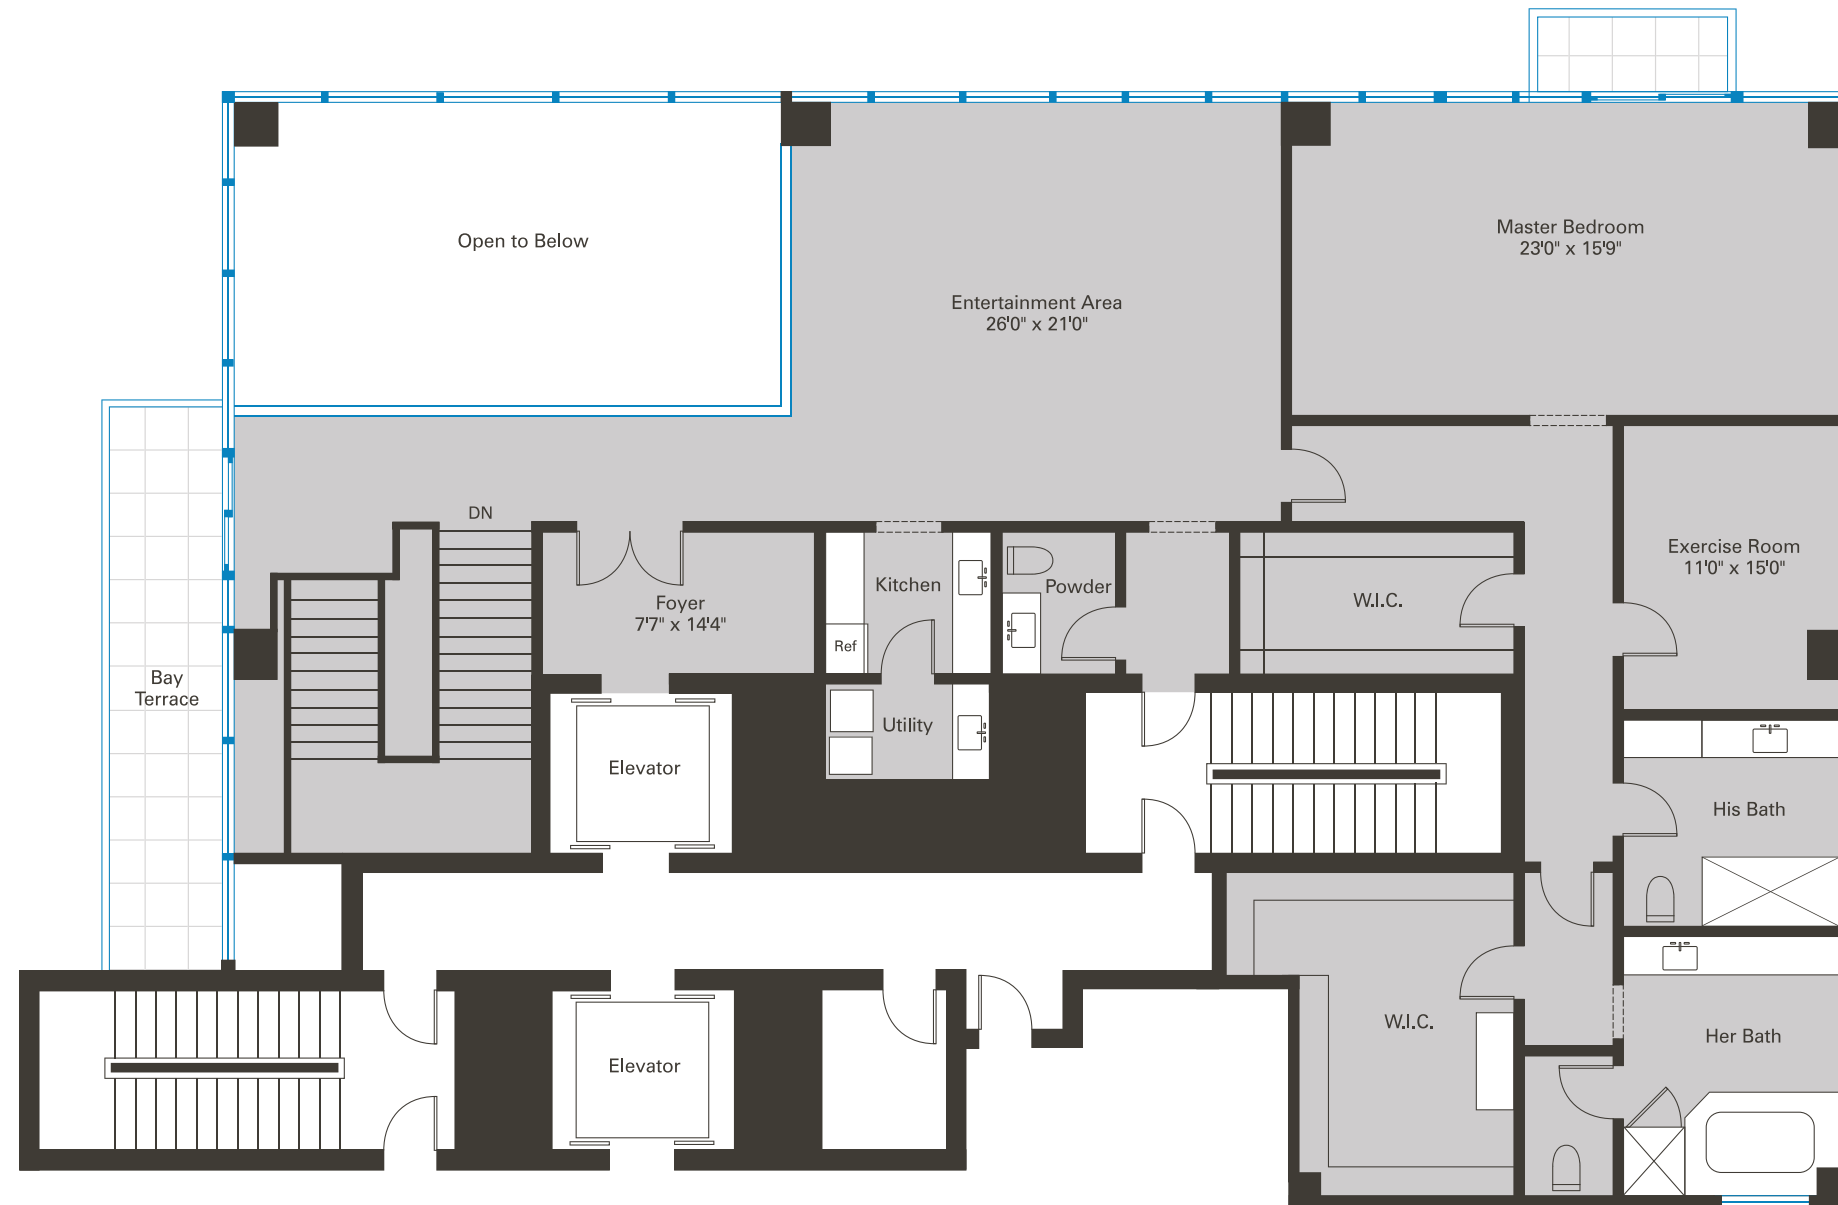 Open to Below
Master Bedroom
23'0" x 15'9"
Entertainment Area
26'0" x 21'0"
DN
Exercise Room
11'0" x 15'0"
Kitchen
Powder
Foyer
7'7" x 14'4"
W.I.C.
Ref
Bay
Terrace
Utility
Elevator
His Bath
W.I.C.
Her Bath
Elevator